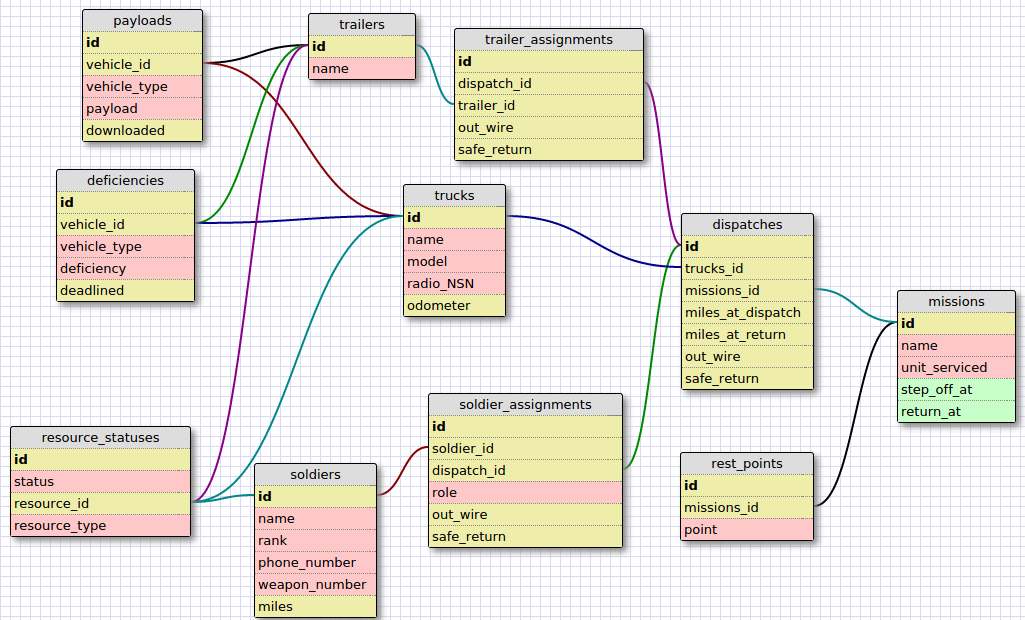 payloads
id
vehicle_id
vehicle_type
payload
downloaded
trailers
id
name
trailer_assignments
id
dispatch_id
trailer_id
out_wire
safe_return
deficiencies
id
vehicle_id
vehicle_type
deficiency
deadlined
trucks
id
name
model
radio_NSN
odometer
dispatches
id
trucks_id
missions_id
miles_at_dispatch
miles_at_return
out_wire
safe_return
missions
id
name
unit_serviced
step_off_at
return_at
resource_statuses
id
status
resource_id
resource_type
soldiers
id
name
rank
phone_number
weapon_number
miles
soldier_assignments
id
soldier_id
dispatch_id
role
out_wire
safe_return
rest_points
id
missions_id
point